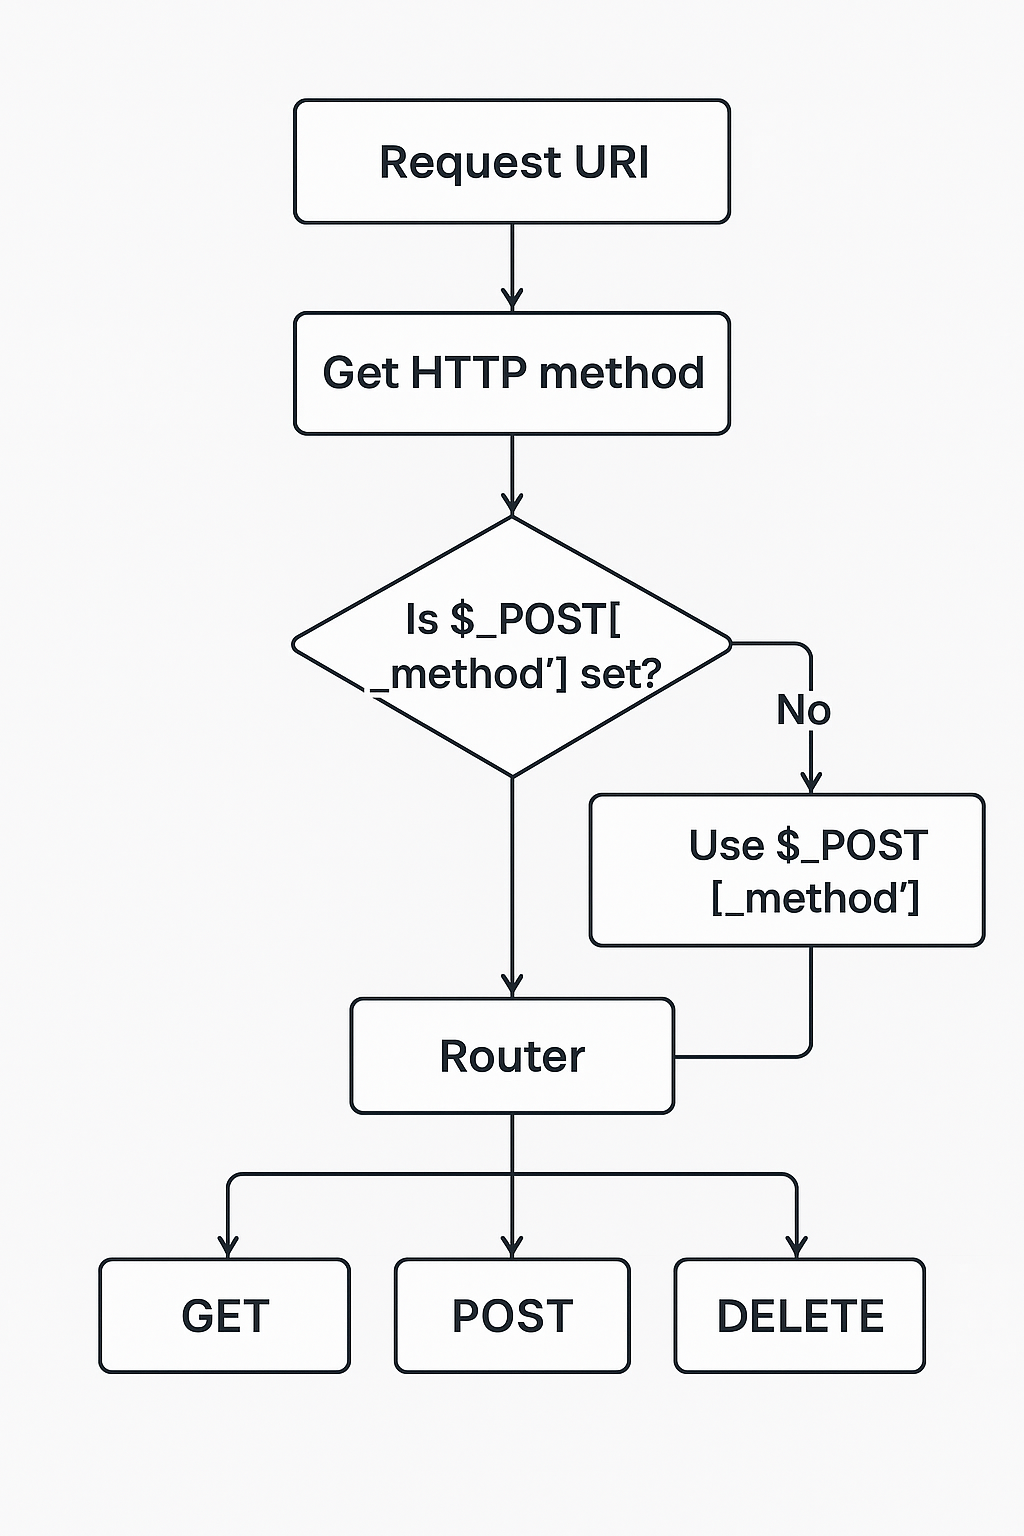 Request URI
Get HTTP method
Is $_POST[
_method′] set?
No
Use $_POST
[_method′]
Router
GET
POST
DELETE